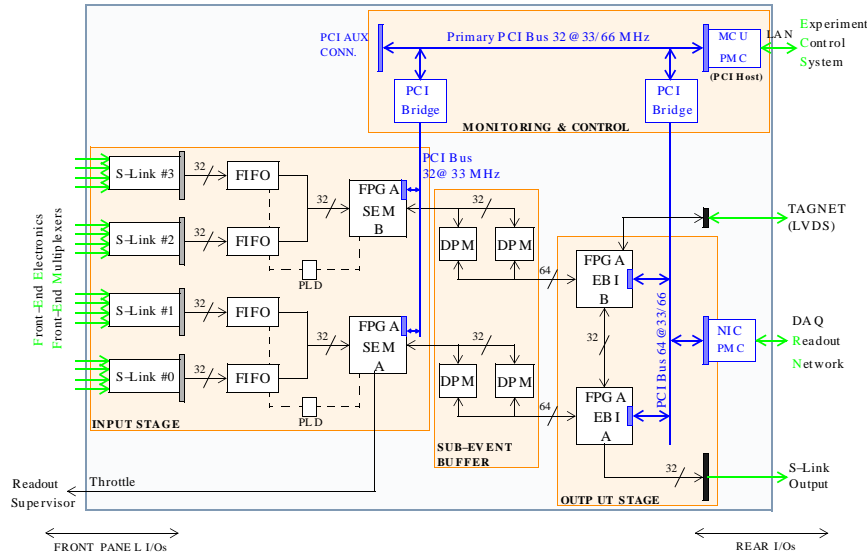 PCI AUX
CONN.
Primary PCI Bus 32@33/66 MHz
MCU
PMC
(PCI Host)
LAN
Experiment
Control
System
PCI
Bridge
PCI
Bridge
MONITORING & CONTROL
PCI Bus
32@33 MHz
Front-End Electronics
Front-End Multiplexers
S-Link #3
32
FIFO
32
FPGA
SEM
B
S-Link #2
32
FIFO
PLD
S-Link #1
32
FIFO
32
FPGA
SEM
A
S-Link #0
32
FIFO
PLD
INPUT STAGE
32
DPM
DPM
64
32
DPM
DPM
64
SUB-EVENT
BUFFER
TAGNET
(LVDS)
FPGA
EBI
B
32
FPGA
EBI
A
PCI Bus 64@33/66
NIC
PMC
DAQ
Readout
Network
32
S-Link
Output
OUTPUT STAGE
Readout
Supervisor
Throttle
FRONT PANEL I/Os
REAR I/Os